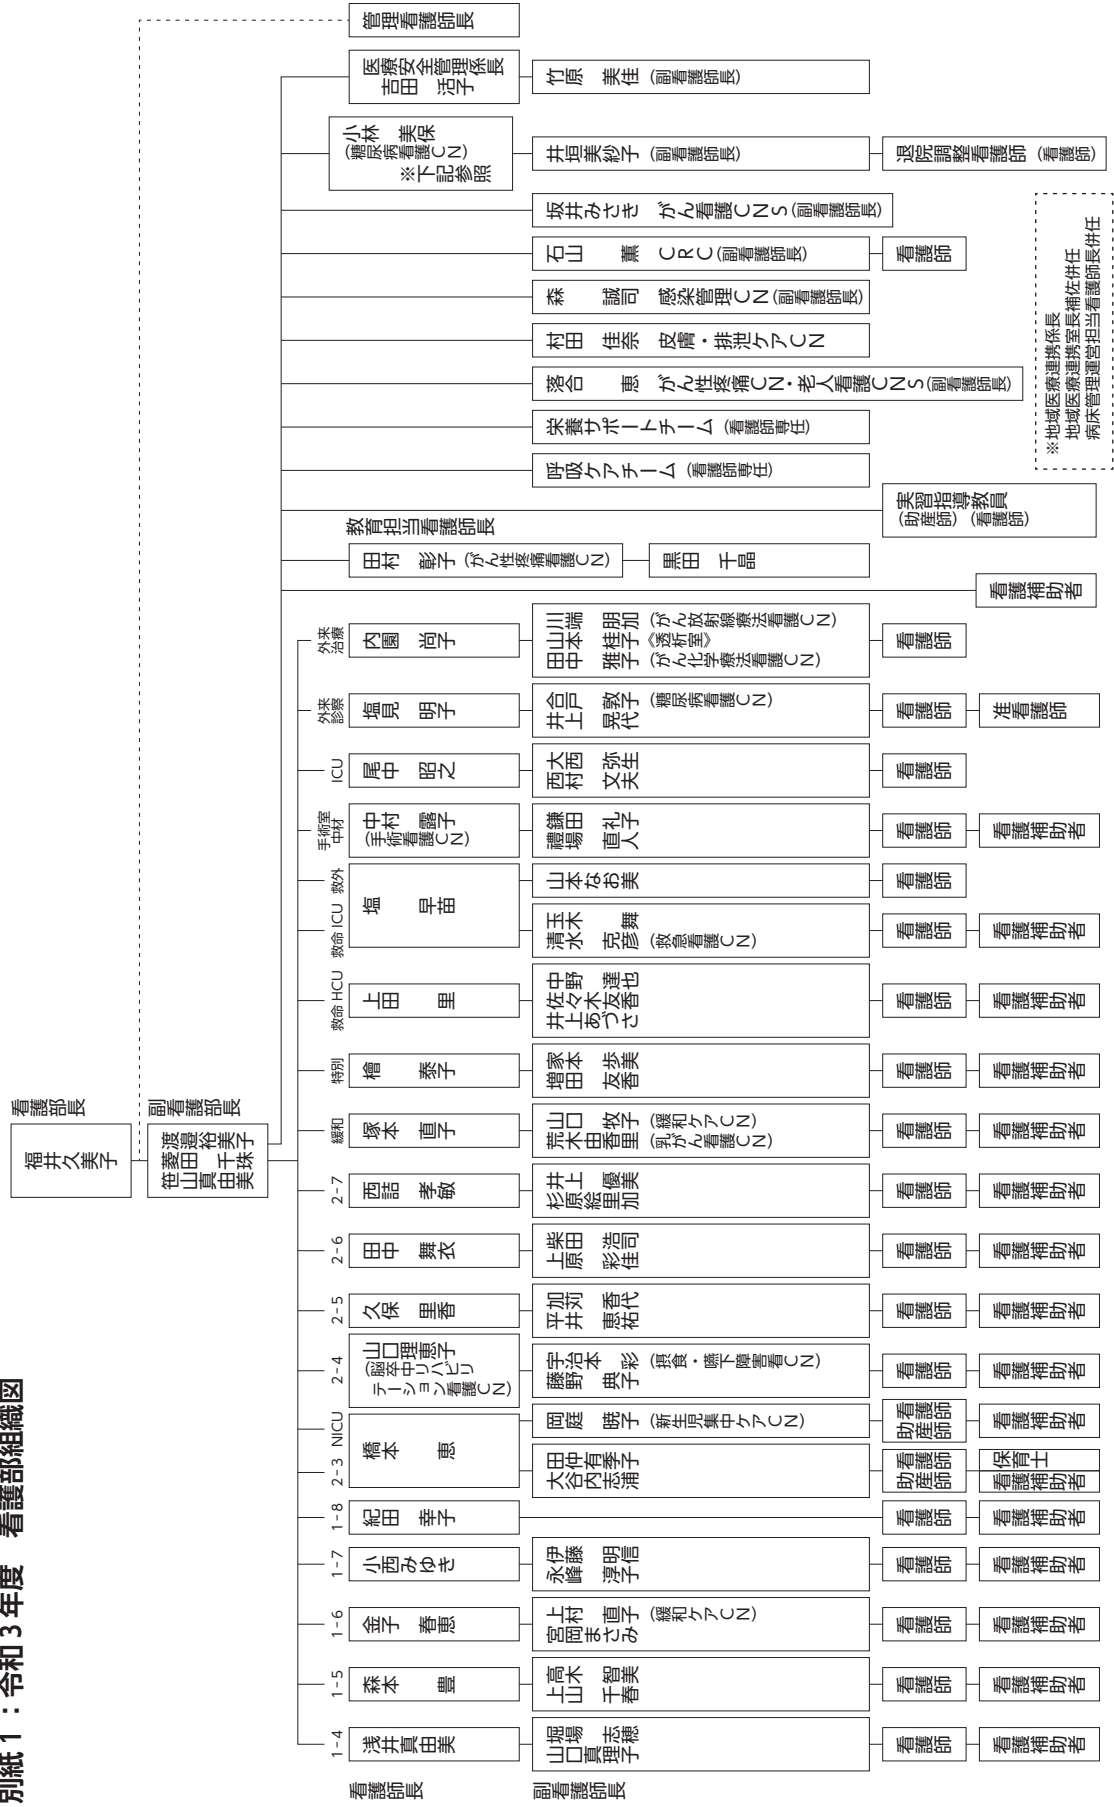 別紙1：令和3年度　看護部組織図
看護部長
福井久美子
副看護部長
渡邉裕美子
菱田　千珠
笹山真由美
看護師長
副看護師長
1-4
浅井真由美
堀場　志穂
山口真理子
看護師
看護補助者
1-5
森本　豊
高木　智美
上山　千春
看護師
看護補助者
1-6
金子　春恵
上村　直子（緩和ケアCN）
宮岡まさみ
看護師
看護補助者
1-7
小西みゆき
伊藤　明信
永峰　淳子
看護師
看護補助者
1-8
紀田　幸子
看護師
看護補助者
2-3
NICU
橋本　恵
田仲有季子
大谷内志浦
看護師
助産師
保育士
看護補助者
岡庭　暁子（新生児集中ケアCN）
看護師
助産師
看護補助者
2-4
山口理恵子
（脳卒中リハビリ
テーション看護CN）
宇治本　彩（摂食・嚥下障害看CN）
藤野　典子
看護師
看護補助者
2-5
久保　里香
加苅　香代
平井　恵祐
看護師
看護補助者
2-6
田中　舞衣
柴田　浩司
上原　彩佳
看護師
看護補助者
2-7
西詰　孝敏
井上　優美
杉原絵里加
看護師
看護補助者
緩和
塚本　直子
山口　牧子（緩和ケアCN）
荒木由香里（乳がん看護CN）
看護師
看護補助者
特別
檜　泰子
家本　歩美
増田　友香
看護師
看護補助者
救命 HCU
上田　里
中野　達也
佐々木友香
井上あづさ
看護師
看護補助者
救命 ICU
救外
塩　早苗
玉木　舞
清水　克彦（救急看護CN）
看護師
看護補助者
山本なお美
看護師
手術室
中材
中村　露子
（手術看護CN）
鎌田　礼子
禮場　直人
看護師
看護補助者
ICU
尾中　昭之
大西　弥生
西村　文夫
看護師
外来
診察
塩見　明子
合戸　敦子（糖尿病看護CN）
井上　晃代
看護師
准看護師
外来
治療
内園　尚子
川端　朋加（がん放射線療法看護CN）
山本　桂子《透析室》
田中　雅子（がん化学療法看護CN）
看護師
看護補助者
教育担当看護師長
田村　彰子（がん性疼痛看護CN）
黒田　千晶
実習指導教員
（助産師）（看護師）
呼吸ケアチーム（看護師専任）
栄養サポートチーム（看護師専任）
落合　恵　がん性疼痛CN・老人看護CNS（副看護師長）
村田　佳奈　皮膚・排泄ケアCN
森　誠司　感染管理CN（副看護師長）
石山　薫　CRC（副看護師長）
看護師
坂井みさき　がん看護CNS（副看護師長）
小林　美保
（糖尿病看護CN）
※下記参照
井垣美紗子（副看護師長）
退院調整看護師（看護師）
医療安全管理係長
吉田　活子
竹原　美佳（副看護師長）
管理看護師長
※地域医療連携係長
地域医療連携室長補佐併任
病床管理運営担当看護師長併任